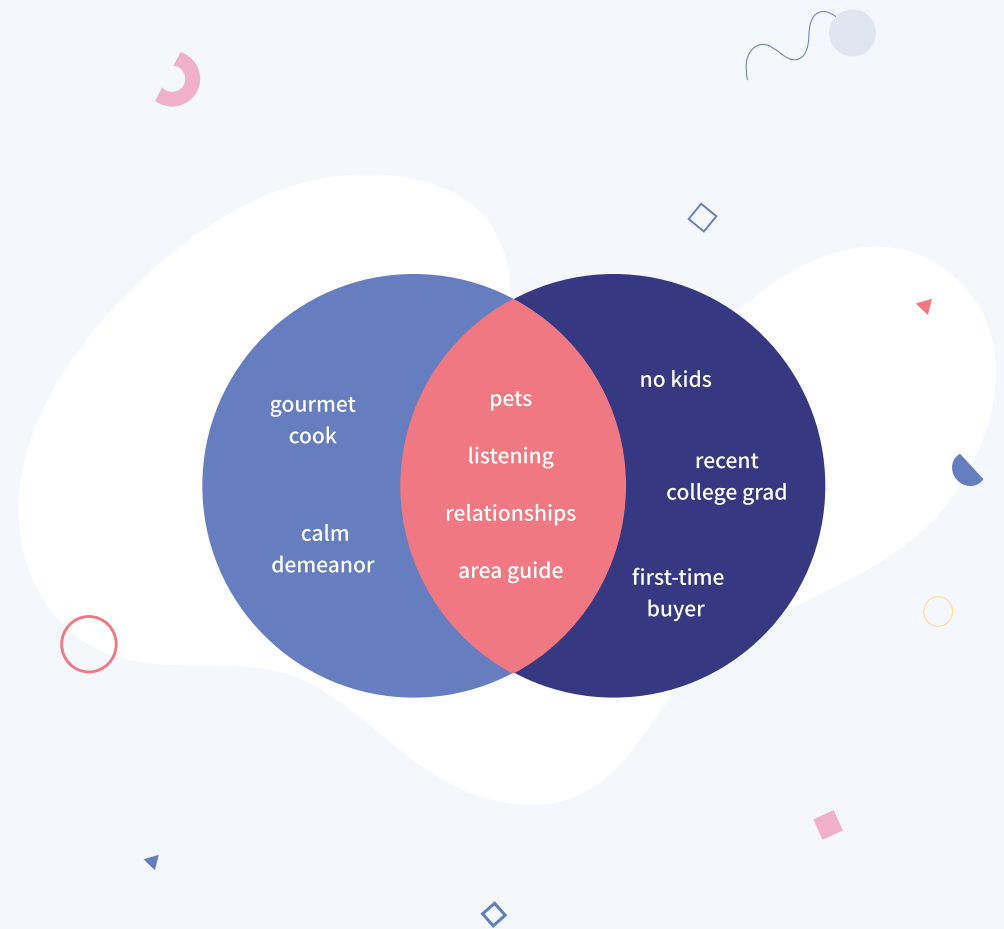 gourmet
cook
calm
demeanor
pets
listening
relationships
area guide
no kids
recent
college grad
first-time
buyer